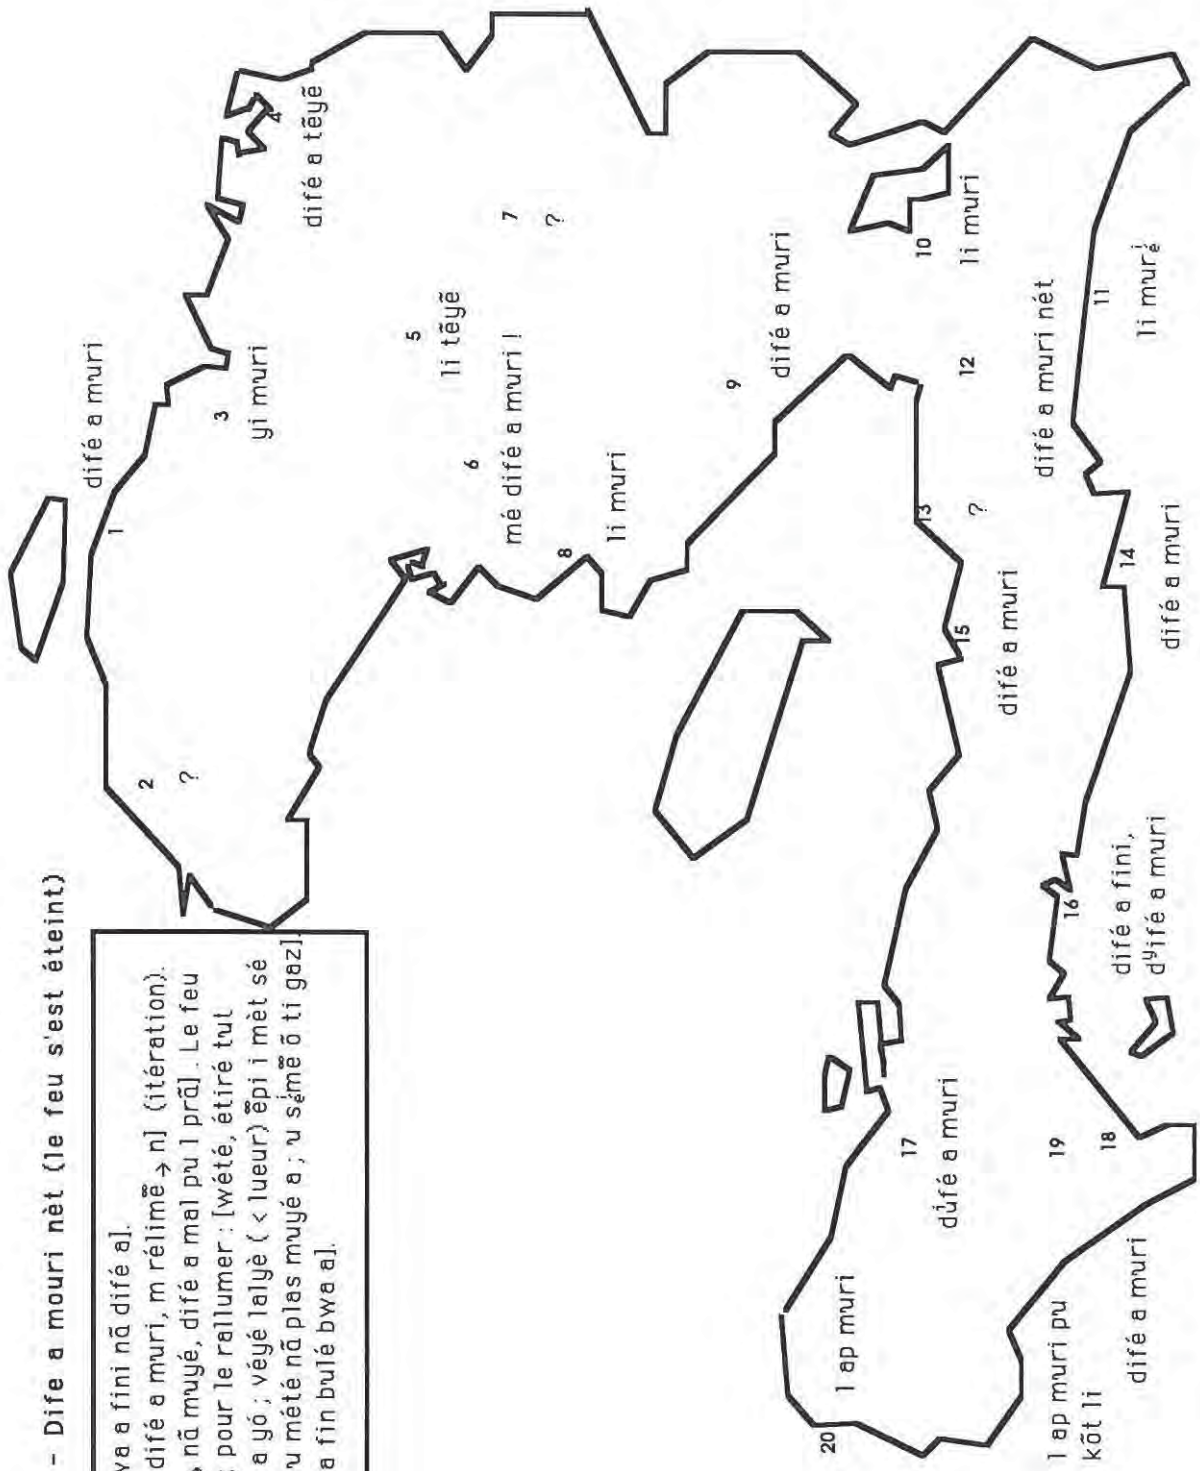 - Dife a mouri nèt (le feu s'est éteint)
ya a fini nã difé a].
difé a muri, m rélimẽ → n] (itération).
nã muyé, difé a mal pu l prã]. Le feu
pour le rallumer : [wété, étiré tut
a yó ; véyé lalyè ( < lueur) ẽpi i mèt sé
u mété nã plas muyé a ; u õ ti gaz].
a fin bulé bwa a].
difé a muri
1
2
?
3
yi muri
4
difé a tẽyẽ
5
li tẽyẽ
6
mé difé a muri !
7
?
8
li muri
9
difé a muri
10
li muri
11
li muri
é
12
difé a muri nét
13
?
14
difé a muri
15
difé a muri
16
difé a fini,
dʸifé a muri
17
difé a muri
18
19
difé a muri
20
l ap muri
l ap muri pu
kõt li